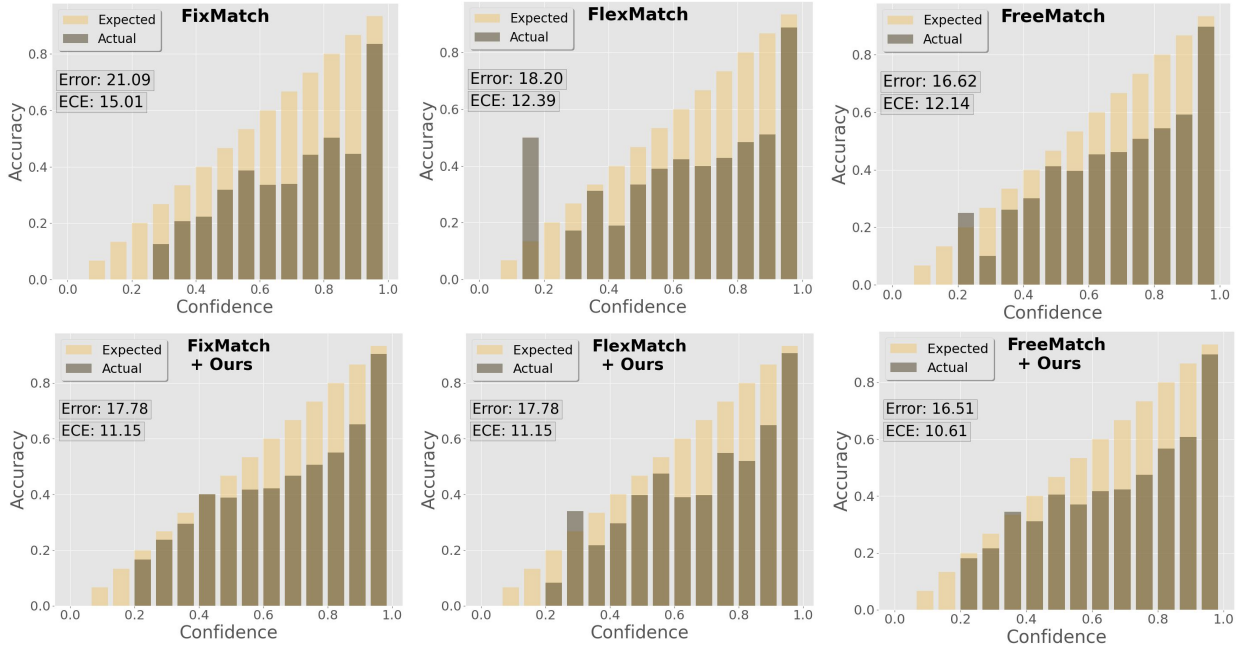 FixMatch
Expected
Actual
Error: 21.09
ECE: 15.01
Accuracy
0.8
0.6
0.4
0.2
0.0
0.0 0.2 0.4 0.6 0.8 1.0
Confidence
FlexMatch
Expected
Actual
Error: 18.20
ECE: 12.39
Accuracy
0.8
0.6
0.4
0.2
0.0
0.0 0.2 0.4 0.6 0.8 1.0
Confidence
FreeMatch
Expected
Actual
Error: 16.62
ECE: 12.14
Accuracy
0.8
0.6
0.4
0.2
0.0
0.0 0.2 0.4 0.6 0.8 1.0
Confidence
FixMatch
+ Ours
Expected
Actual
Error: 17.78
ECE: 11.15
Accuracy
0.8
0.6
0.4
0.2
0.0
0.0 0.2 0.4 0.6 0.8 1.0
Confidence
FlexMatch
+ Ours
Expected
Actual
Error: 17.78
ECE: 11.15
Accuracy
0.8
0.6
0.4
0.2
0.0
0.0 0.2 0.4 0.6 0.8 1.0
Confidence
FreeMatch
+ Ours
Expected
Actual
Error: 16.51
ECE: 10.61
Accuracy
0.8
0.6
0.4
0.2
0.0
0.0 0.2 0.4 0.6 0.8 1.0
Confidence